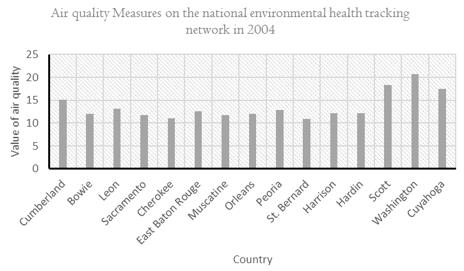 Air quality Measures on the national environmental health tracking
network in 2004
Value of air quality
25
20
15
10
5
0
Cumberland
Bowie
Leon
Sacramento
Cherokee
East Baton Rouge
Muscatine
Orleans
Peoria
St. Bernard
Harrison
Hardin
Scott
Washington
Cuyahoga
Country